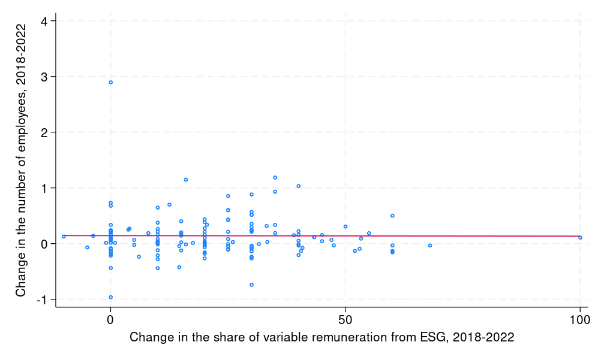 Change in the number of employees, 2018-2022
4
3
2
1
0
-1
0 50 100
Change in the share of variable remuneration from ESG, 2018-2022